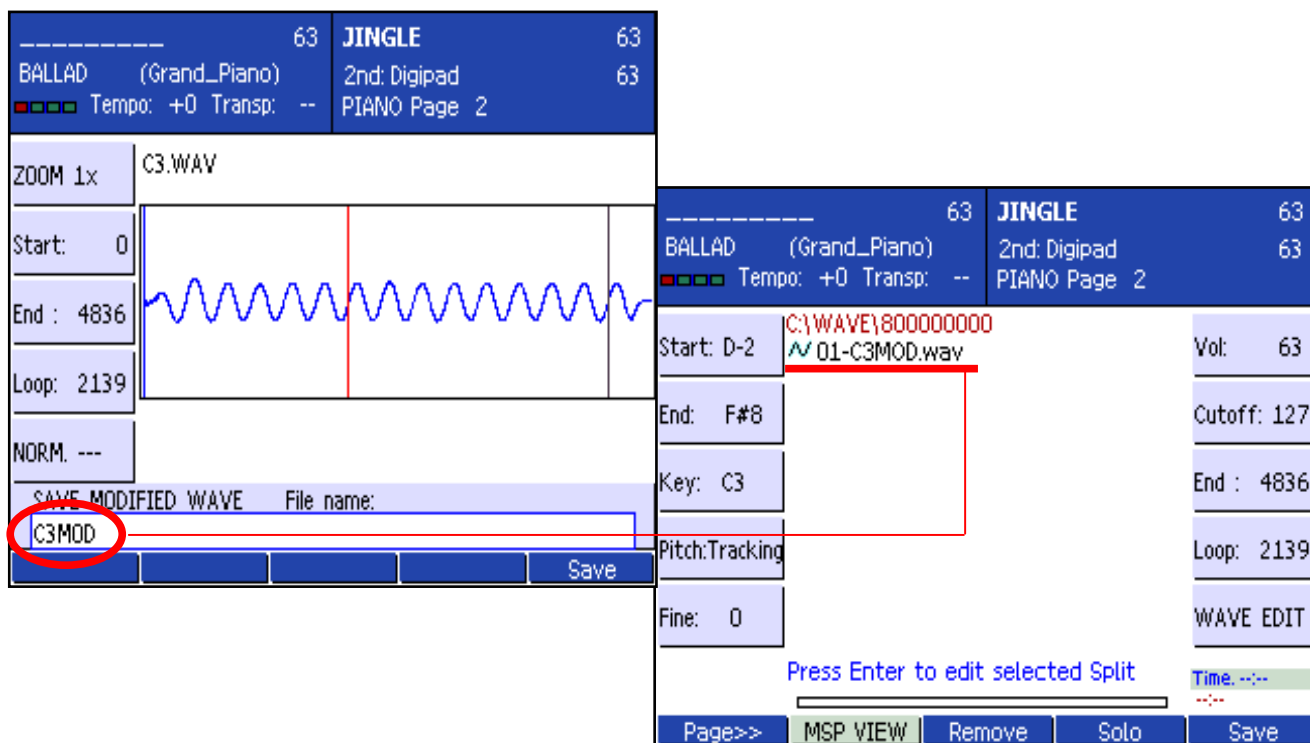 __________ 63 JINGLE 63
BALLAD (Grand_Piano) 2nd: Digipad 63
Tempo: +0 Transp: -- PIANO Page 2
ZOOM 1x
C3.WAV
Start: 0
End : 4836
Loop: 2139
NORM. ---
SAVE MODIFIED WAVE File name:
C3MOD
Save
__________ 63 JINGLE 63
BALLAD (Grand_Piano) 2nd: Digipad 63
Tempo: +0 Transp: -- PIANO Page 2
C:\WAVE\800000000
Start: D-2 01-C3MOD.wav Vol: 63
End: F#8 Cutoff: 127
Key: C3 End : 4836
Pitch:Tracking Loop: 2139
Fine: 0 WAVE EDIT
Press Enter to edit selected Split Time. --:--
--:--
Page>> MSP VIEW Remove Solo Save